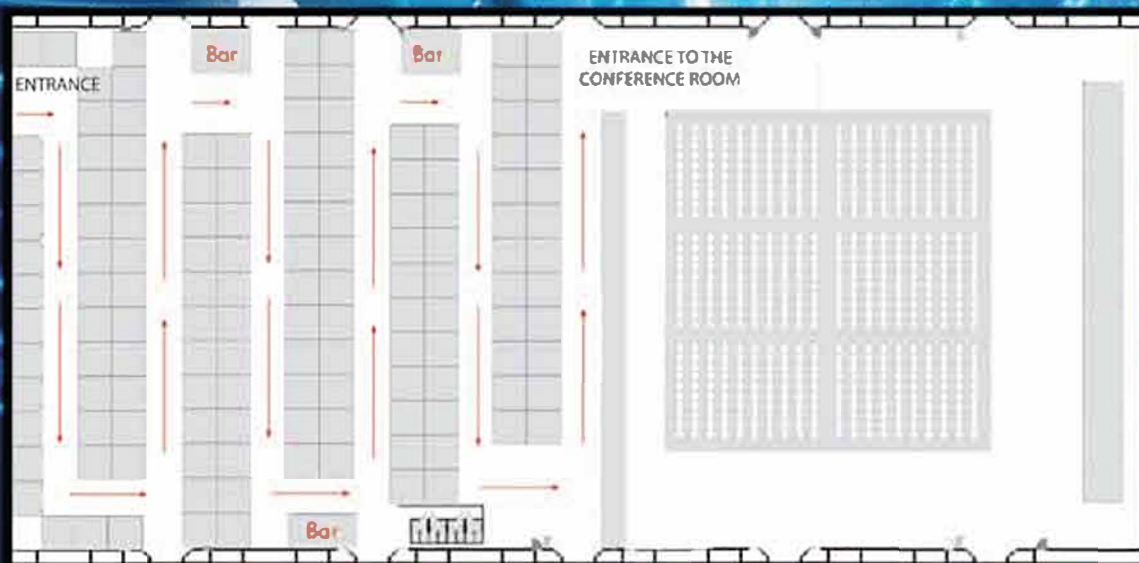 Bar
Bar
ENTRANCE TO THE
CONFERENCE ROOM
ENTRANCE
Bar